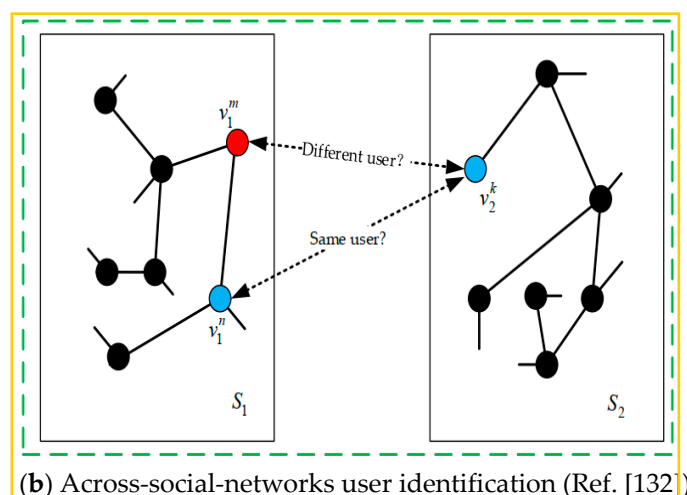 v₁ᵐ
Different user?
v₂ᵏ
Same user?
v₁ⁿ
S₁
S₂
(b) Across-social-networks user identification (Ref. [132])